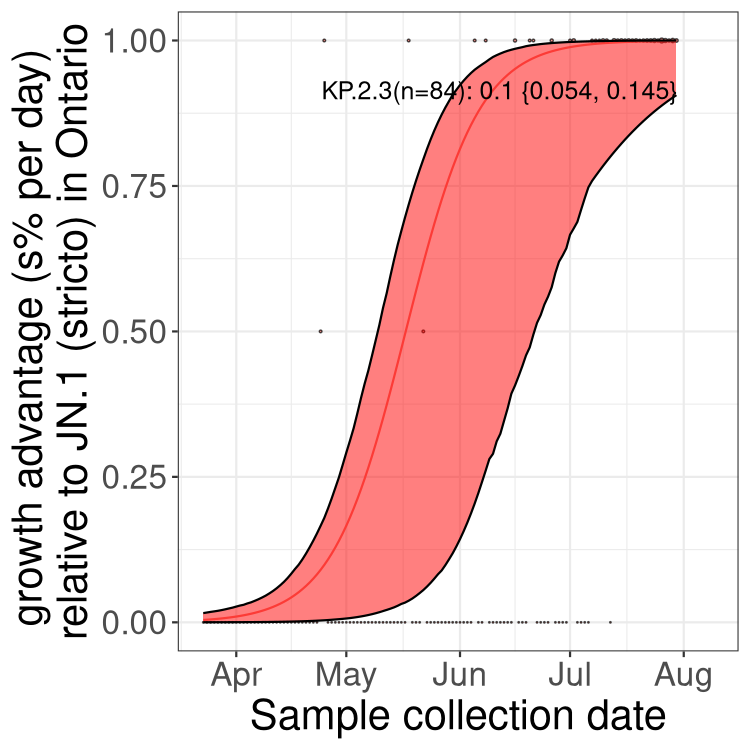 growth advantage (s% per day)
relative to JN.1 (stricto) in Ontario
1.00
0.75
0.50
0.25
0.00
KP.2.3(n=84): 0.1 {0.054, 0.145}
Apr May Jun Jul Aug
Sample collection date